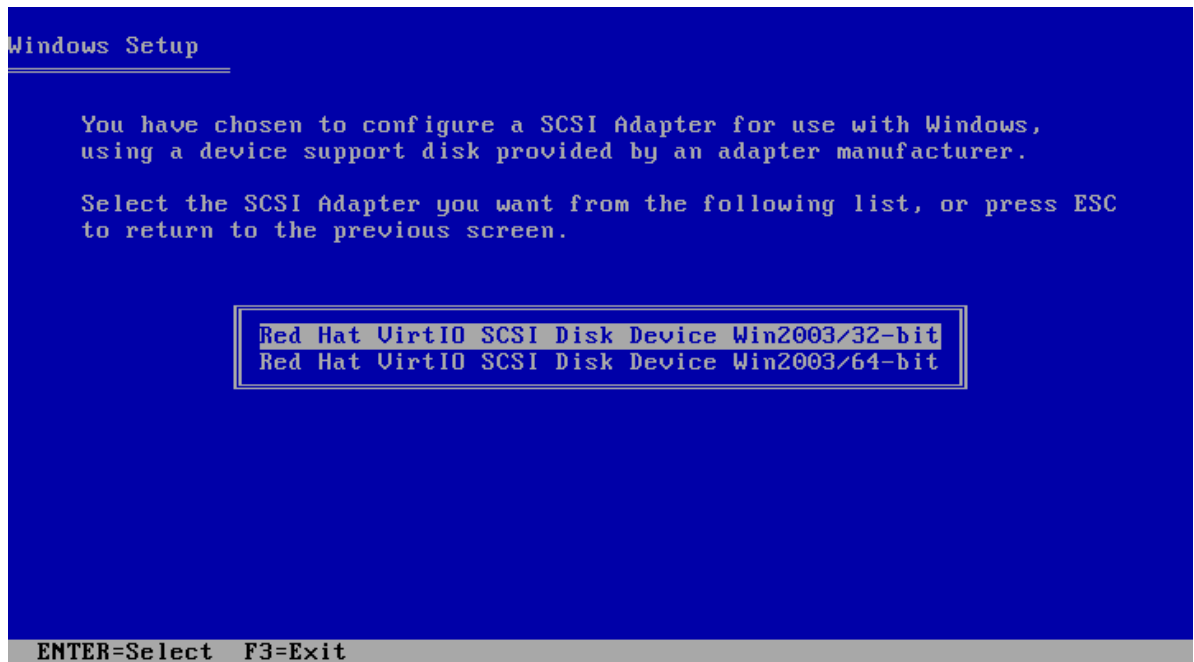 Windows Setup
You have chosen to configure a SCSI Adapter for use with Windows,
using a device support disk provided by an adapter manufacturer.
Select the SCSI Adapter you want from the following list, or press ESC
to return to the previous screen.
Red Hat VirtIO SCSI Disk Device Win2003/32-bit
Red Hat VirtIO SCSI Disk Device Win2003/64-bit
ENTER=Select  F3=Exit